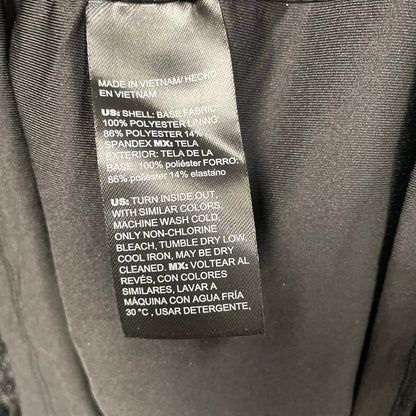 MADE IN VIETNAM/ HECHO
EN VIETNAM
US: SHELL: BASE FABRIC
100% POLYESTER LINING:
86% POLYESTER 14%
SPANDEX MX: TELA
EXTERIOR: TELA DE LA
BASE: 100% poliéster FORRO:
86% poliéster 14% elastano
US: TURN INSIDE OUT,
WITH SIMILAR COLORS,
MACHINE WASH COLD,
ONLY NON-CHLORINE
BLEACH, TUMBLE DRY LOW,
COOL IRON, MAY BE DRY
CLEANED. MX: VOLTEAR AL
REVÉS, CON COLORES
SIMILARES, LAVAR A
MÁQUINA CON AGUA FRÍA
30 °C , USAR DETERGENTE,